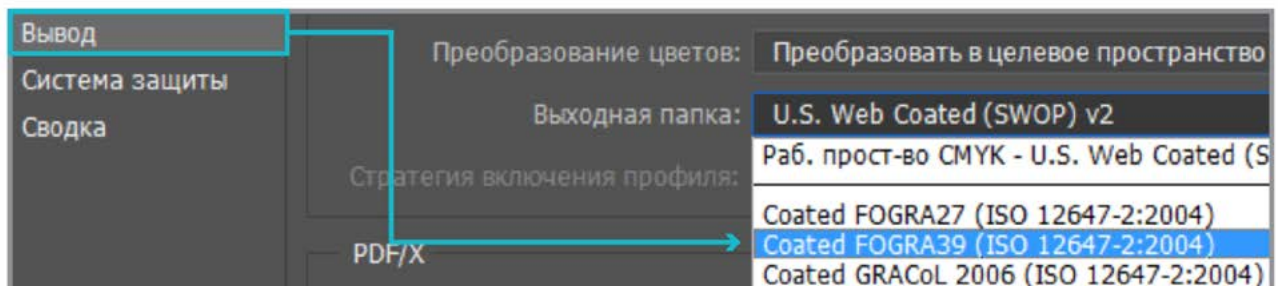 Вывод
Система защиты
Сводка
Преобразование цветов: Преобразовать в целевое пространство
Выходная папка: U.S. Web Coated (SWOP) v2
Раб. прост-во CMYK - U.S. Web Coated (S
Стратегия включения профиля:
Coated FOGRA27 (ISO 12647-2:2004)
Coated FOGRA39 (ISO 12647-2:2004)
PDF/X
Coated GRACoL 2006 (ISO 12647-2:2004)